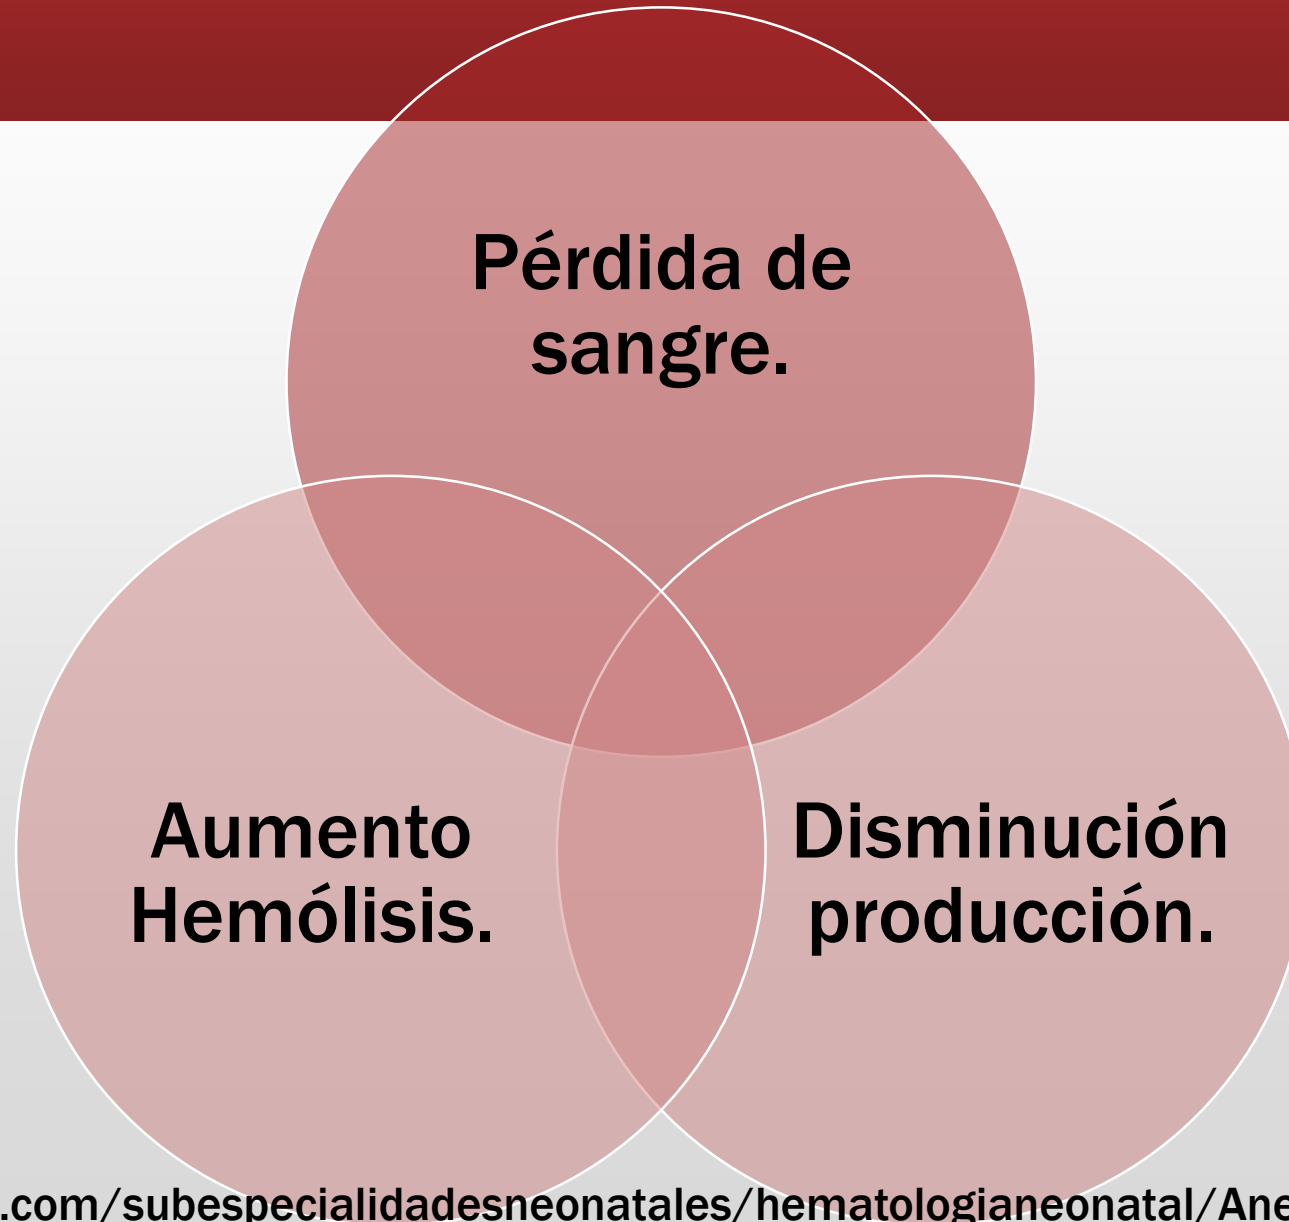 Pérdida de
sangre.
Aumento
Hemólisis.
Disminución
producción.
.com/subespecialidadesneonatales/hematologianeonatal/Ane